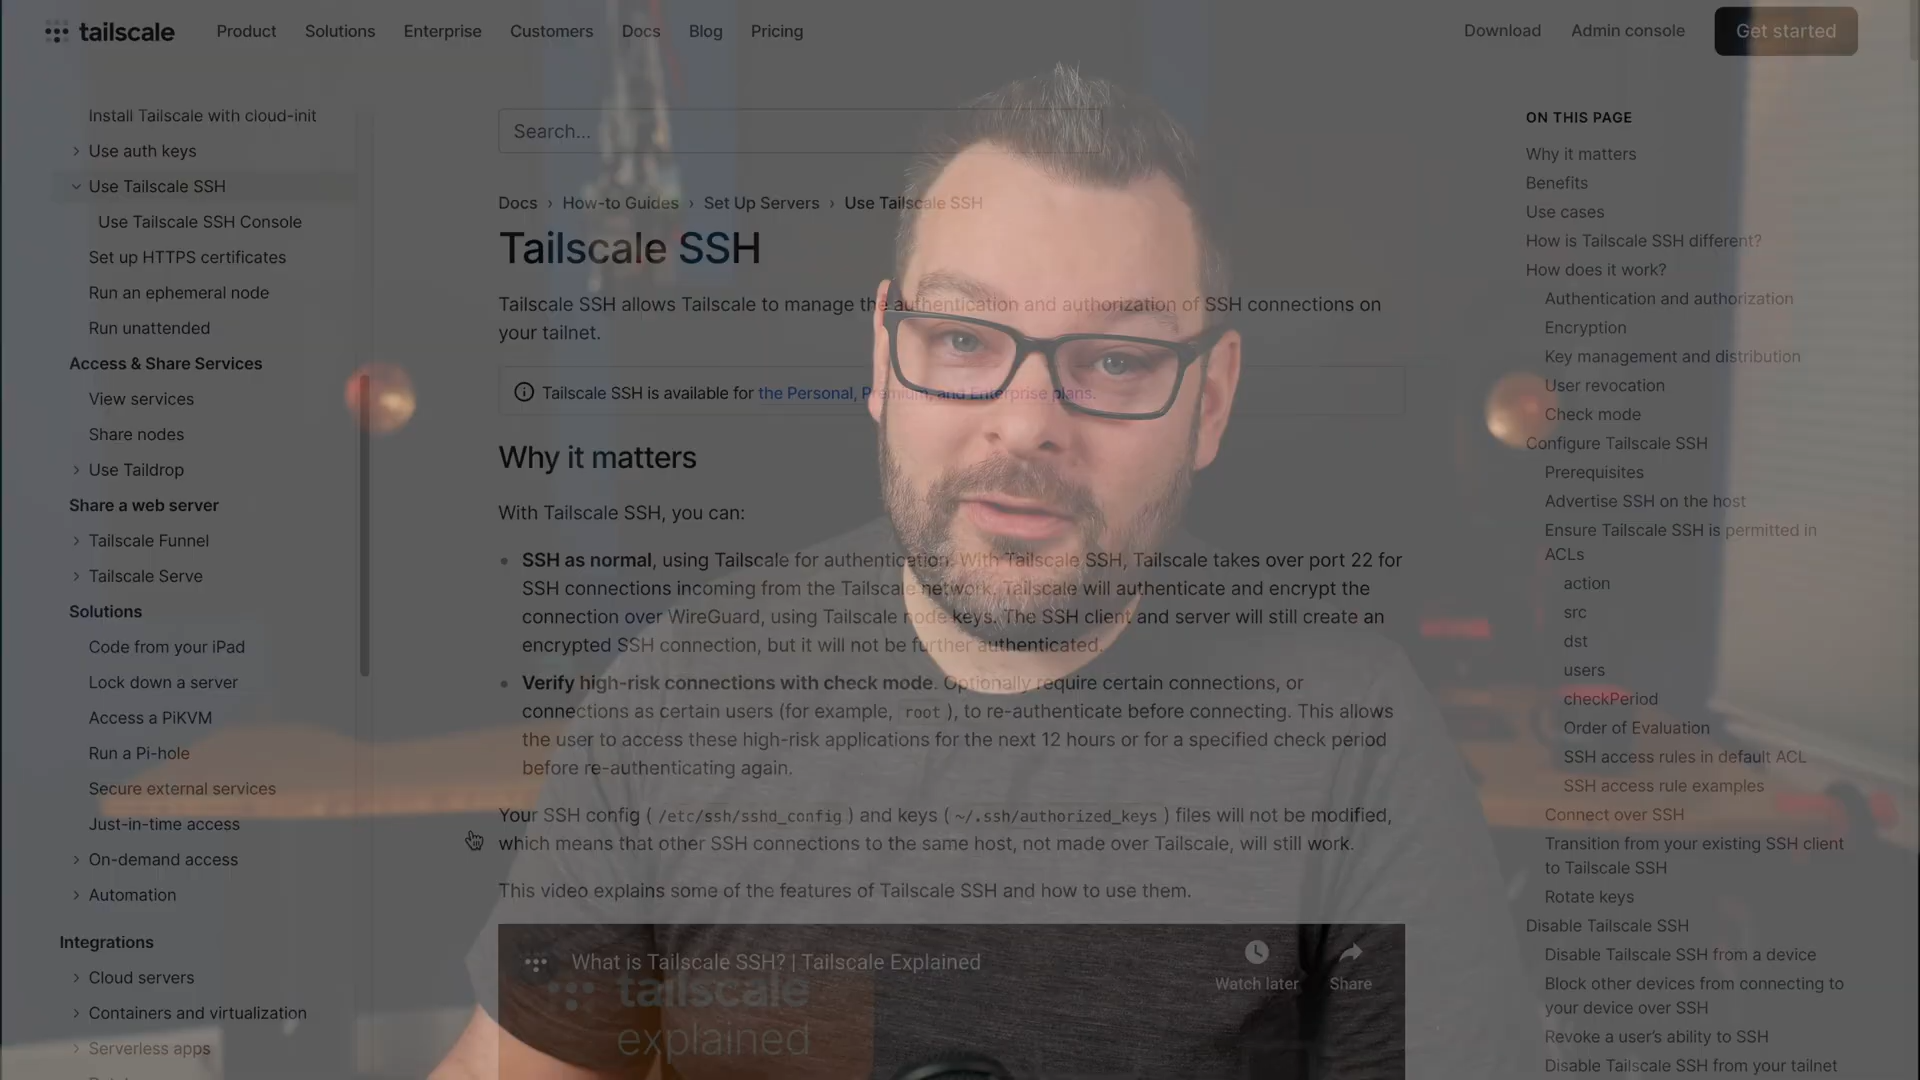 tailscale
Product
Solutions
Enterprise
Customers
Docs
Blog
Pricing
Download
Admin console
Get started
Install Tailscale with cloud-init
Use auth keys
Use Tailscale SSH
Use Tailscale SSH Console
Set up HTTPS certificates
Run an ephemeral node
Run unattended
Access & Share Services
View services
Share nodes
Use Taildrop
Share a web server
Tailscale Funnel
Tailscale Serve
Solutions
Code from your iPad
Lock down a server
Access a PiKVM
Run a Pi-hole
Secure external services
Just-in-time access
On-demand access
Automation
Integrations
Cloud servers
Containers and virtualization
Serverless apps
Search...
Docs › How-to Guides › Set Up Servers › Use Tailscale SSH
Tailscale SSH
Tailscale SSH allows Tailscale to manage the authentication and authorization of SSH connections on
your tailnet.
Tailscale SSH is available for the Personal, Premium, and Enterprise plans.
Why it matters
With Tailscale SSH, you can:
• SSH as normal, using Tailscale for authentication. With Tailscale SSH, Tailscale takes over port 22 for
SSH connections incoming from the Tailscale network. Tailscale will authenticate and encrypt the
connection over WireGuard, using Tailscale node keys. The SSH client and server will still create an
encrypted SSH connection, but it will not be further authenticated.
• Verify high-risk connections with check mode. Optionally require certain connections, or
connections as certain users (for example, root ), to re-authenticate before connecting. This allows
the user to access these high-risk applications for the next 12 hours or for a specified check period
before re-authenticating again.
Your SSH config ( /etc/ssh/sshd_config ) and keys ( ~/.ssh/authorized_keys ) files will not be modified,
which means that other SSH connections to the same host, not made over Tailscale, will still work.
This video explains some of the features of Tailscale SSH and how to use them.
What is Tailscale SSH? | Tailscale Explained
Watch later
Share
tailscale
explained
ON THIS PAGE
Why it matters
Benefits
Use cases
How is Tailscale SSH different?
How does it work?
Authentication and authorization
Encryption
Key management and distribution
User revocation
Check mode
Configure Tailscale SSH
Prerequisites
Advertise SSH on the host
Ensure Tailscale SSH is permitted in
ACLs
action
src
dst
users
checkPeriod
Order of Evaluation
SSH access rules in default ACL
SSH access rule examples
Connect over SSH
Transition from your existing SSH client
to Tailscale SSH
Rotate keys
Disable Tailscale SSH
Disable Tailscale SSH from a device
Block other devices from connecting to
your device over SSH
Revoke a user's ability to SSH
Disable Tailscale SSH from your tailnet